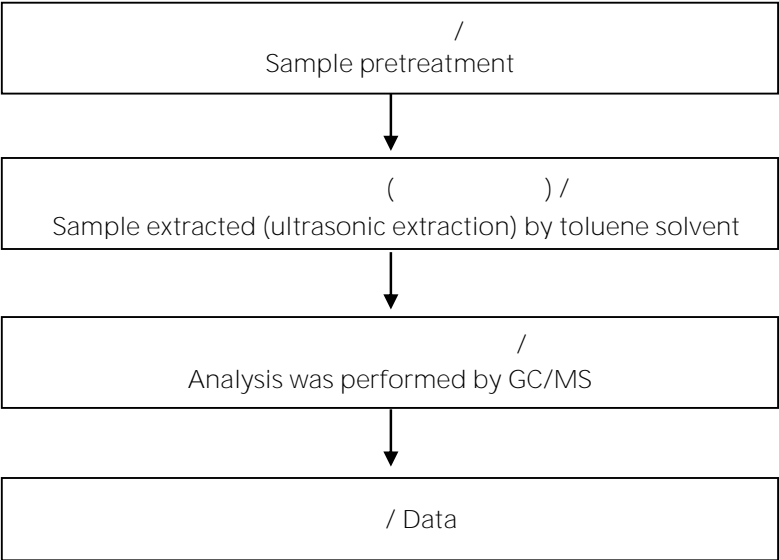 /
Sample pretreatment
( ) /
Sample extracted (ultrasonic extraction) by toluene solvent
/
Analysis was performed by GC/MS
/ Data